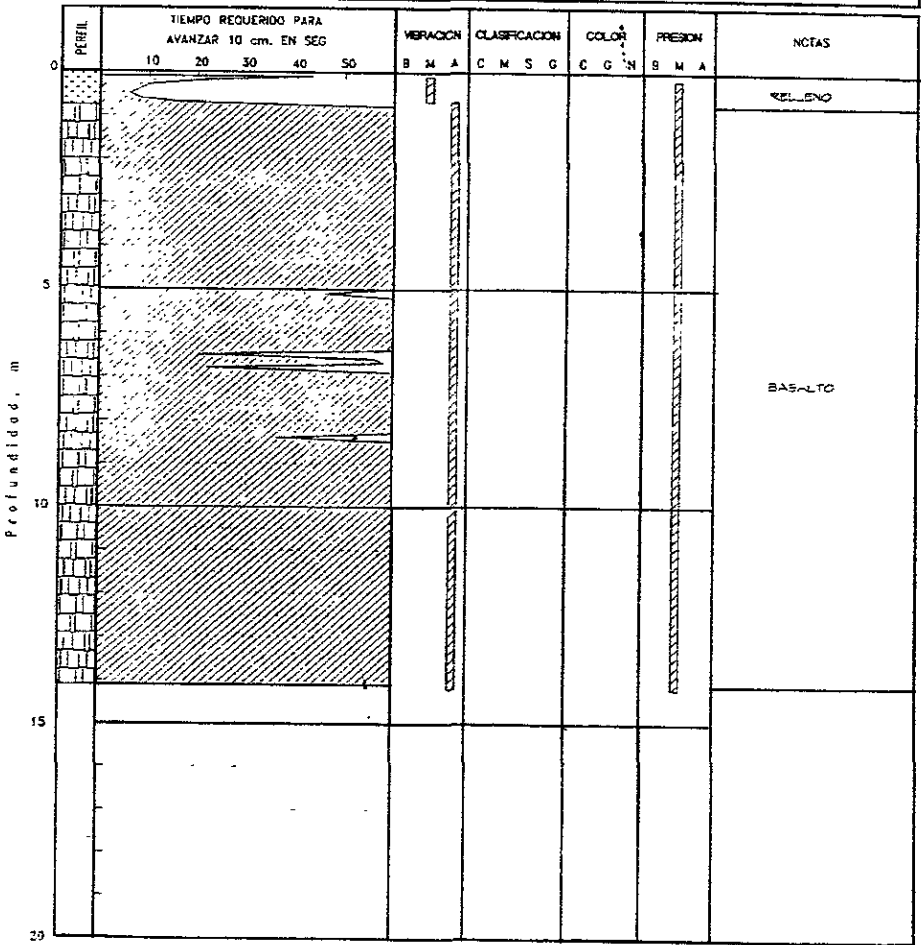 PERFIL
TIEMPO REQUERIDO PARA
AVANZAR 10 cm. EN SEG
10 20 30 40 50
VIBRACION
B M A
CLASIFICACION
C M S G
COLOR
C G N
PRESION
B M A
NOTAS
0
RELLENO
5
BASALTO
Profundidad, m
10
15
20